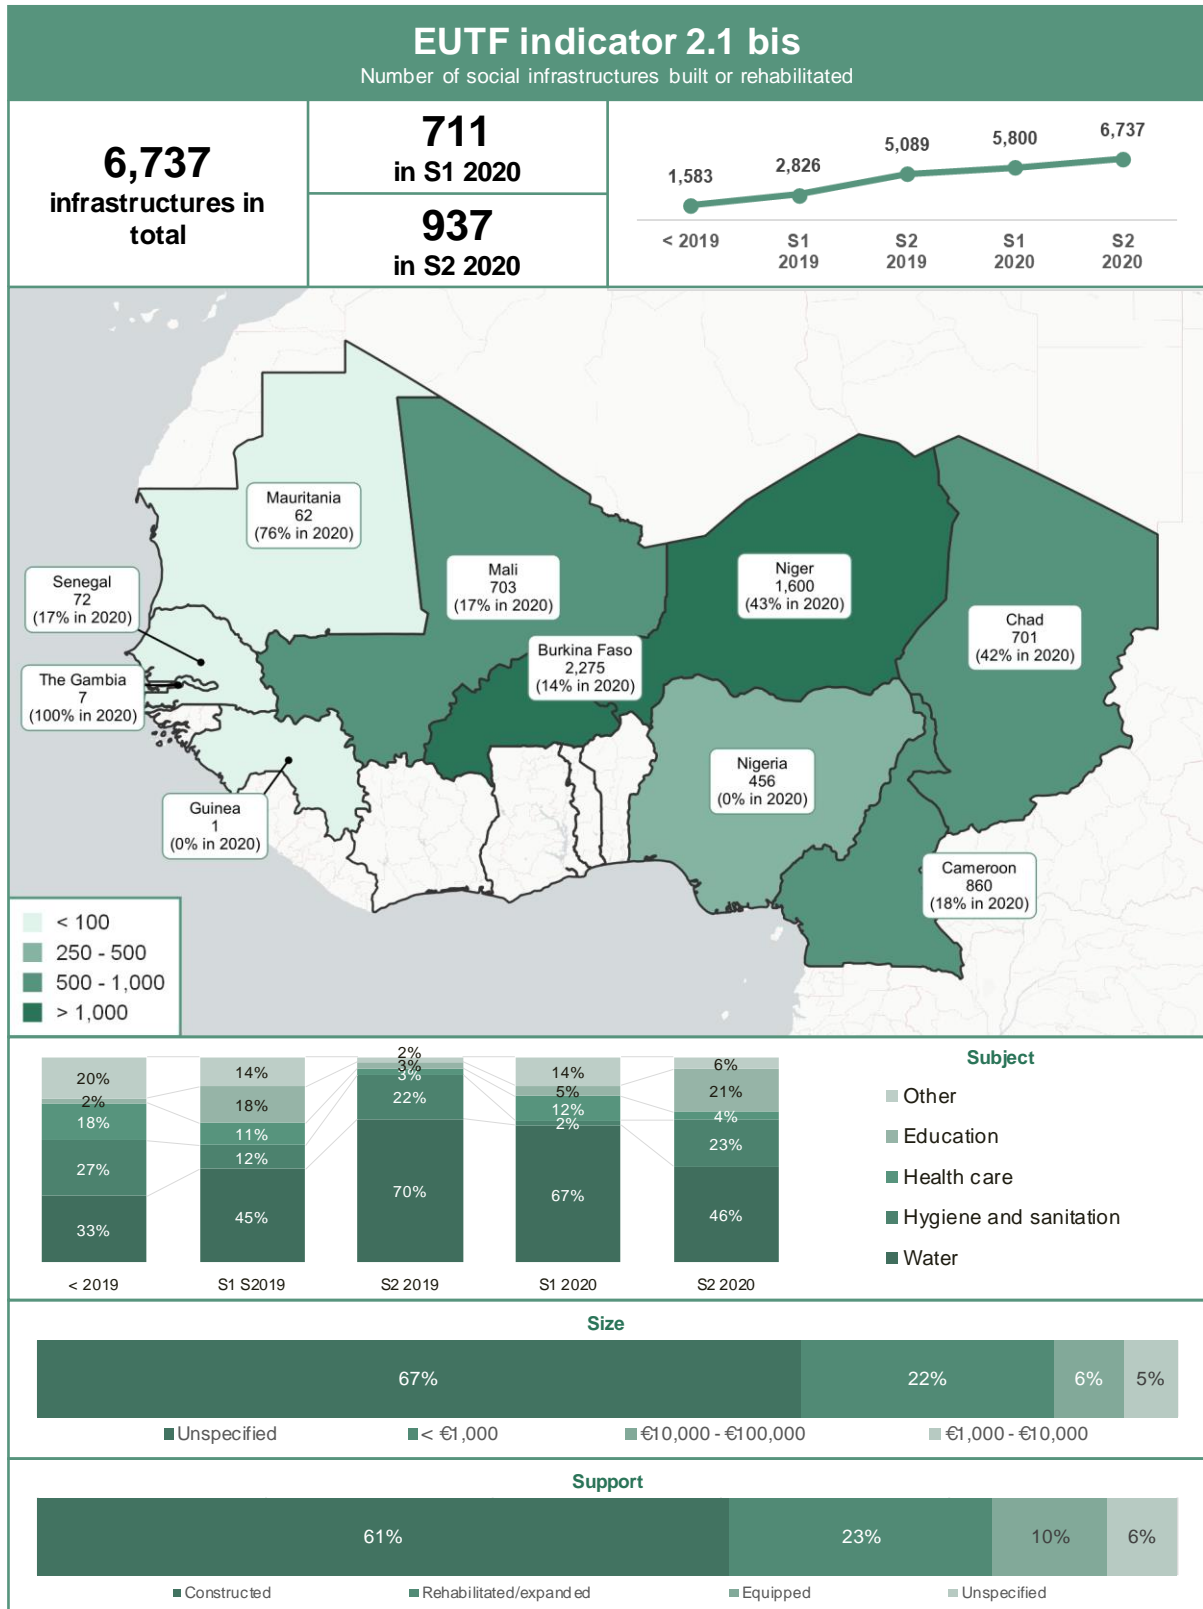 EUTF indicator 2.1 bis
Number of social infrastructures built or rehabilitated
6,737
infrastructures in
total
711
in S1 2020
937
in S2 2020
1,583
2,826
5,089
5,800
6,737
< 2019
S1
2019
S2
2019
S1
2020
S2
2020
Mauritania
62
(76% in 2020)
Senegal
72
(17% in 2020)
Mali
703
(17% in 2020)
Niger
1,600
(43% in 2020)
Chad
701
(42% in 2020)
Burkina Faso
2,275
(14% in 2020)
The Gambia
7
(100% in 2020)
Nigeria
456
(0% in 2020)
Guinea
1
(0% in 2020)
Cameroon
860
(18% in 2020)
< 100
250 - 500
500 - 1,000
> 1,000
20%
2%
18%
27%
33%
< 2019
14%
18%
11%
12%
45%
S1 S2019
2%
3%
3%
22%
70%
S2 2019
14%
5%
12%
2%
67%
S1 2020
6%
21%
4%
23%
46%
S2 2020
Subject
Other
Education
Health care
Hygiene and sanitation
Water
Size
67% 22% 6% 5%
Unspecified < €1,000 €10,000 - €100,000 €1,000 - €10,000
Support
61% 23% 10% 6%
Constructed Rehabilitated/expanded Equipped Unspecified